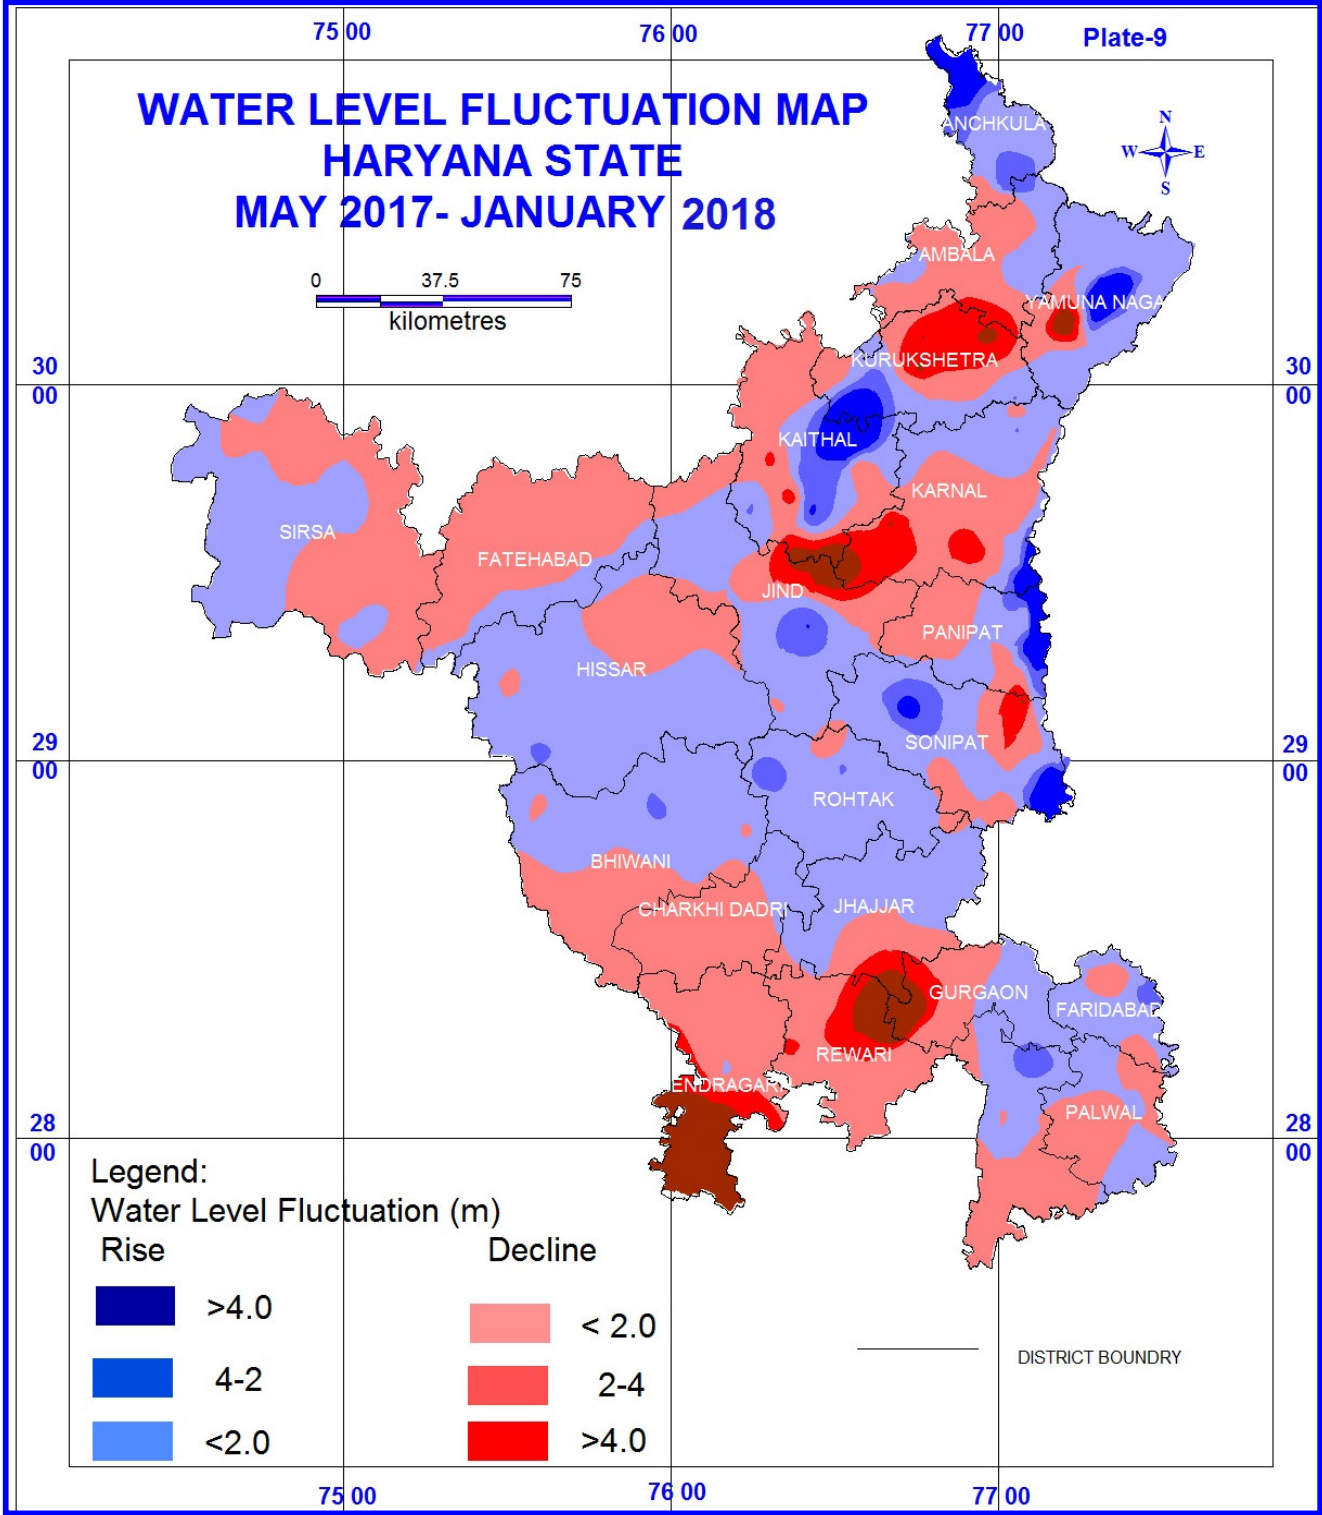 75 00
76 00
77 00
Plate-9
WATER LEVEL FLUCTUATION MAP
HARYANA STATE
MAY 2017- JANUARY 2018
N
W
E
S
0 37.5 75
kilometres
ANCHKULA
AMBALA
YAMUNA NAGA
KURUKSHETRA
30
00
30
00
KAITHAL
KARNAL
SIRSA
FATEHABAD
JIND
PANIPAT
HISSAR
SONIPAT
29
00
29
00
ROHTAK
BHIWANI
CHARKHI DADRI
JHAJJAR
GURGAON
FARIDABAD
REWARI
ENDRAGARH
PALWAL
28
00
28
00
Legend:
Water Level Fluctuation (m)
Rise
Decline
>4.0
< 2.0
4-2
2-4
<2.0
>4.0
DISTRICT BOUNDRY
75 00
76 00
77 00